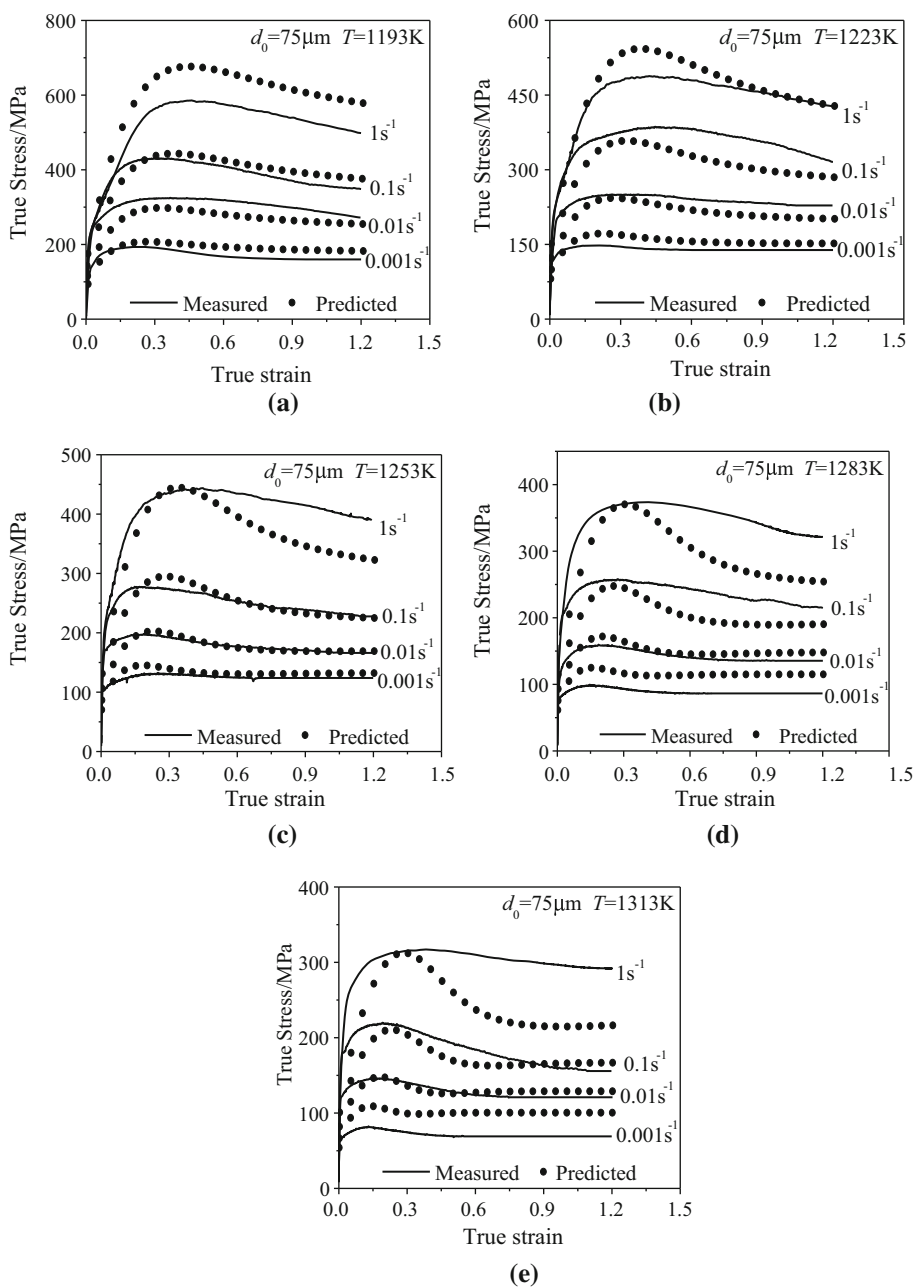 800
600
400
200
0
True Stress/MPa
d0=75μm T=1193K
1s-1
0.1s-1
0.01s-1
0.001s-1
Measured Predicted
0.0 0.3 0.6 0.9 1.2 1.5
True strain
(a)
600
450
300
150
0
True Stress/MPa
d0=75μm T=1223K
1s-1
0.1s-1
0.01s-1
0.001s-1
Measured Predicted
0.0 0.3 0.6 0.9 1.2 1.5
True strain
(b)
500
400
300
200
100
0
True Stress/MPa
d0=75μm T=1253K
1s-1
0.1s-1
0.01s-1
0.001s-1
Measured Predicted
0.0 0.3 0.6 0.9 1.2 1.5
True strain
(c)
400
300
200
100
0
True Stress/MPa
d0=75μm T=1283K
1s-1
0.1s-1
0.01s-1
0.001s-1
Measured Predicted
0.0 0.3 0.6 0.9 1.2 1.5
True strain
(d)
400
300
200
100
0
True Stress/MPa
d0=75μm T=1313K
1s-1
0.1s-1
0.01s-1
0.001s-1
Measured Predicted
0.0 0.3 0.6 0.9 1.2 1.5
True strain
(e)